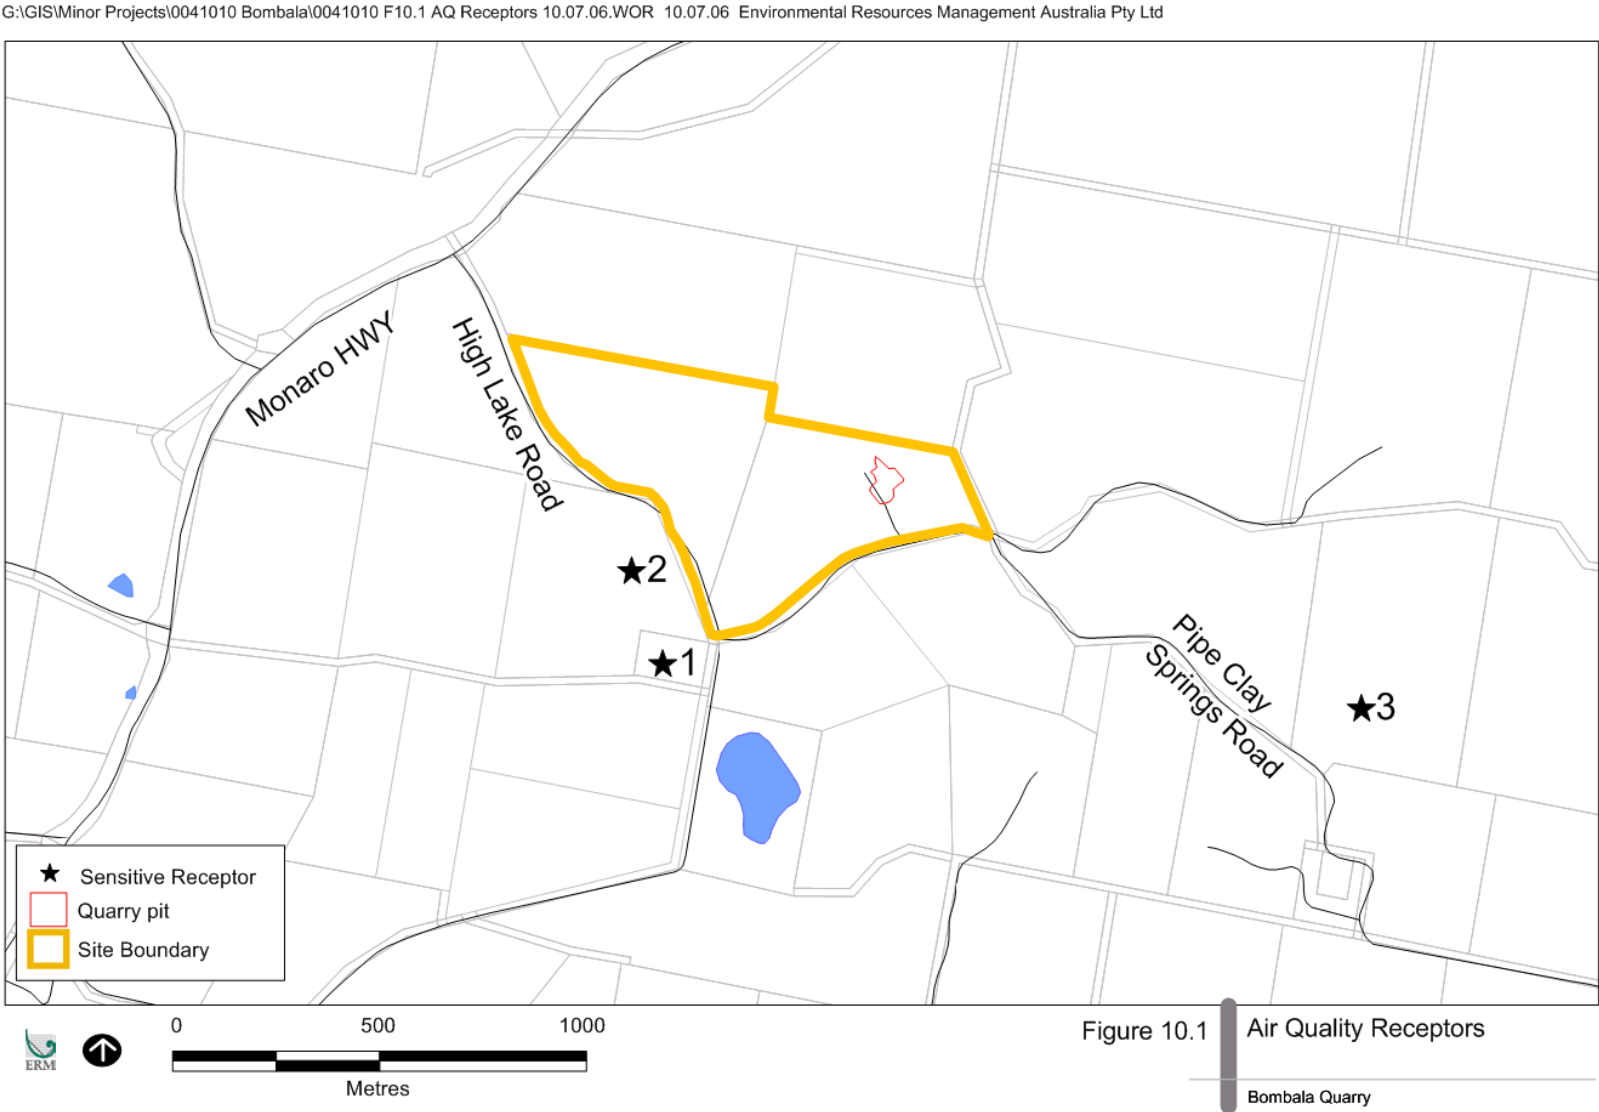 G:\GIS\Minor Projects\0041010 Bombala\0041010 F10.1 AQ Receptors 10.07.06.WOR 10.07.06 Environmental Resources Management Australia Pty Ltd
Monaro HWY
High Lake Road
2
1
Pipe Clay
Springs Road
3
Sensitive Receptor
Quarry pit
Site Boundary
ERM
0 500 1000
Metres
Figure 10.1
Air Quality Receptors
Bombala Quarry